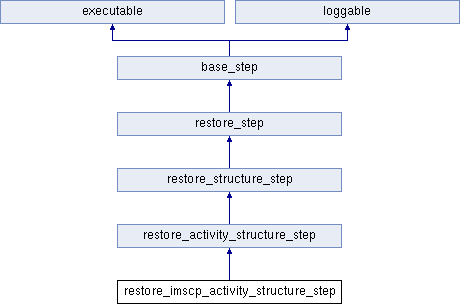 executable
loggable
base_step
restore_step
restore_structure_step
restore_activity_structure_step
restore_imscp_activity_structure_step